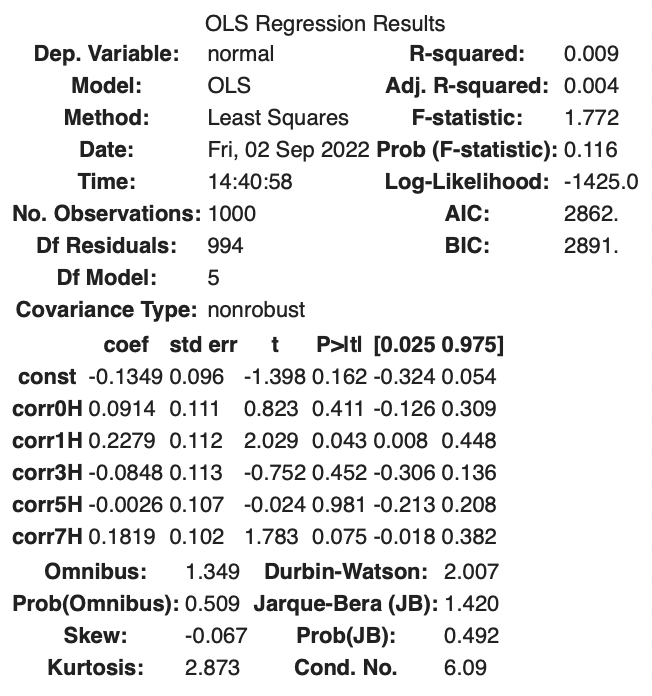 OLS Regression Results
Dep. Variable: normal R-squared: 0.009
Model: OLS Adj. R-squared: 0.004
Method: Least Squares F-statistic: 1.772
Date: Fri, 02 Sep 2022 Prob (F-statistic): 0.116
Time: 14:40:58 Log-Likelihood: -1425.0
No. Observations: 1000 AIC: 2862.
Df Residuals: 994 BIC: 2891.
Df Model: 5
Covariance Type: nonrobust
coef std err t P>|t| [0.025 0.975]
const -0.1349 0.096 -1.398 0.162 -0.324 0.054
corr0H 0.0914 0.111 0.823 0.411 -0.126 0.309
corr1H 0.2279 0.112 2.029 0.043 0.008 0.448
corr3H -0.0848 0.113 -0.752 0.452 -0.306 0.136
corr5H -0.0026 0.107 -0.024 0.981 -0.213 0.208
corr7H 0.1819 0.102 1.783 0.075 -0.018 0.382
Omnibus: 1.349 Durbin-Watson: 2.007
Prob(Omnibus): 0.509 Jarque-Bera (JB): 1.420
Skew: -0.067 Prob(JB): 0.492
Kurtosis: 2.873 Cond. No. 6.09